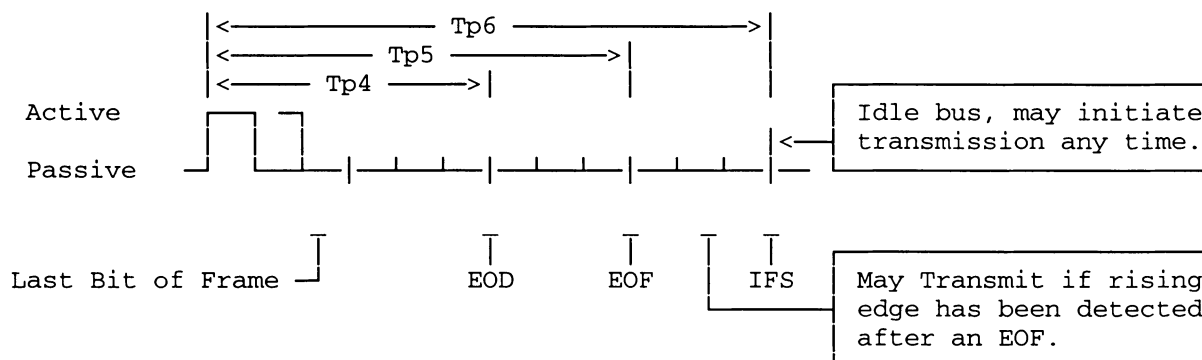 Tp6
Tp5
Tp4
Active
Passive
Idle bus, may initiate
transmission any time.
Last Bit of Frame
EOD
EOF
IFS
May Transmit if rising
edge has been detected
after an EOF.